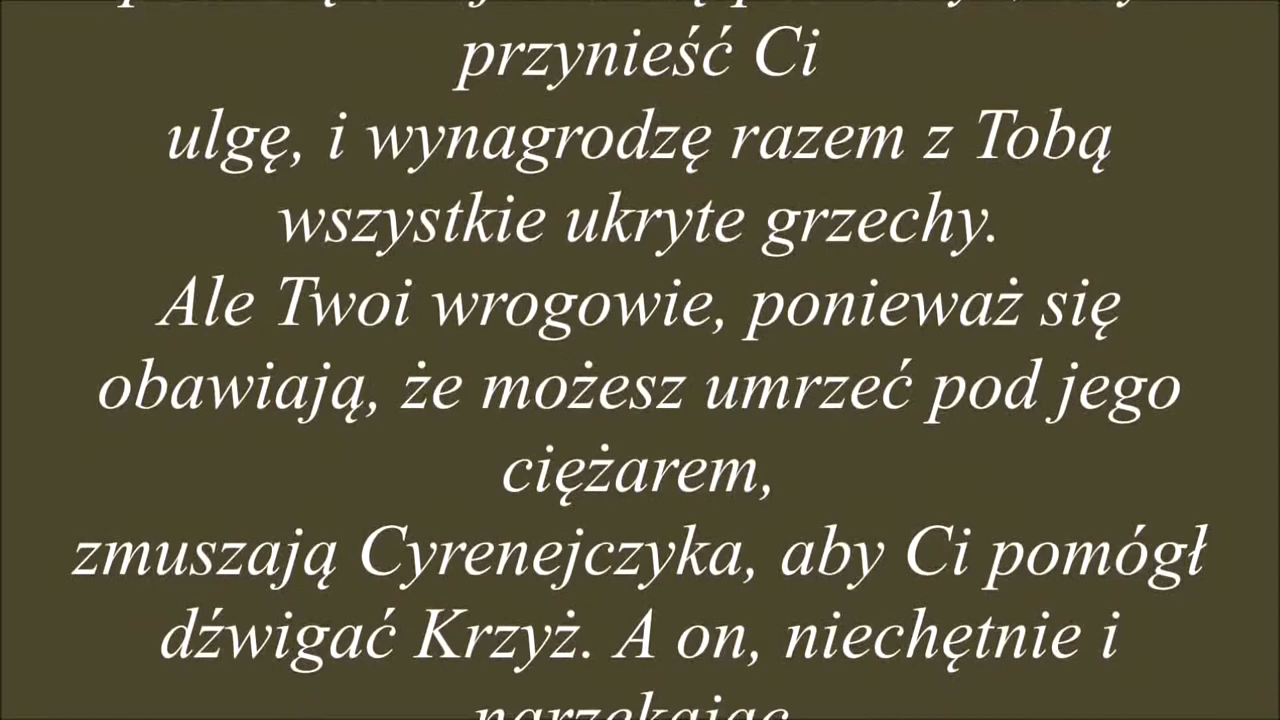 przynieść Ci
ulgę, i wynagrodzę razem z Tobą
wszystkie ukryte grzechy.
Ale Twoi wrogowie, ponieważ się
obawiają, że możesz umrzeć pod jego
ciężarem,
zmuszają Cyrenejczyka, aby Ci pomógł
dźwigać Krzyż. A on, niechętnie i
narzekając